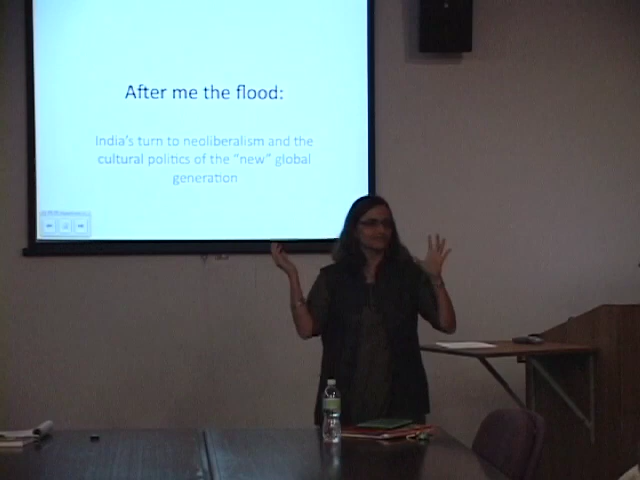 After me the flood:
India's turn to neoliberalism and the
cultural politics of the "new" global
generation